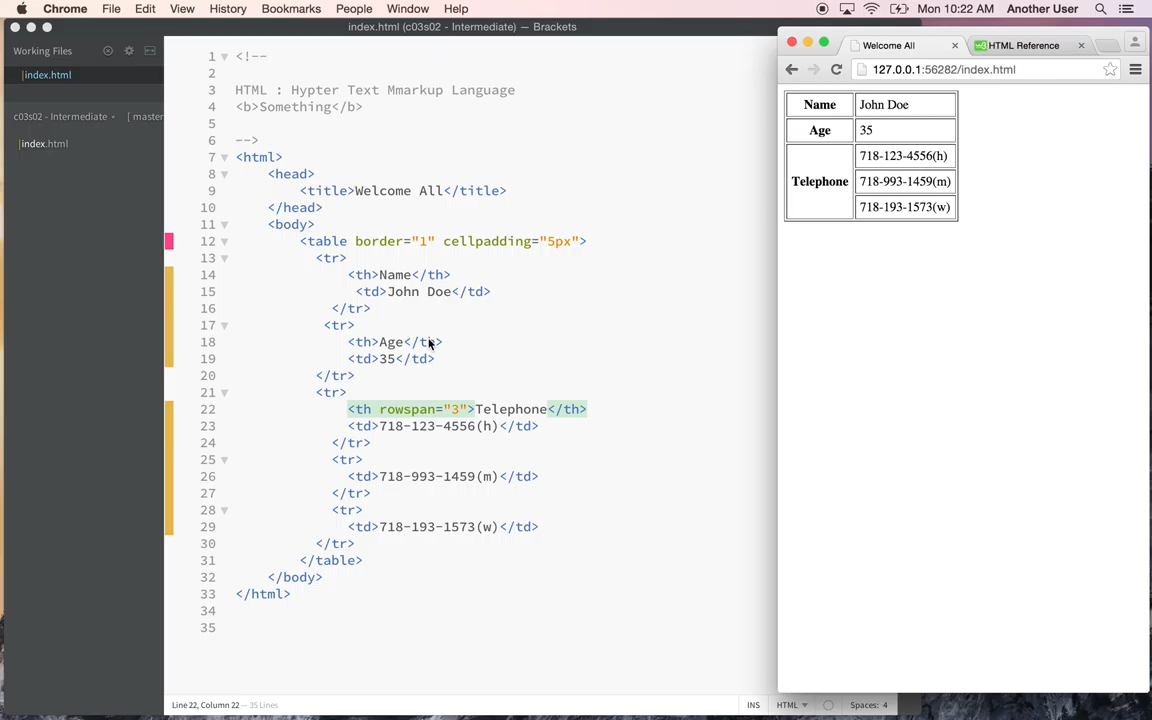 Chrome File Edit View History Bookmarks People Window Help Mon 10:22 AM Another User
index.html (c03s02 - Intermediate) — Brackets
Working Files
index.html
c03s02 - Intermediate [ master
index.html
1 <!--
2
3 HTML : Hypter Text Mmarkup Language
4 <b>Something</b>
5
6 -->
7 <html>
8 <head>
9 <title>Welcome All</title>
10 </head>
11 <body>
12 <table border="1" cellpadding="5px">
13 <tr>
14 <th>Name</th>
15 <td>John Doe</td>
16 </tr>
17 <tr>
18 <th>Age</th>
19 <td>35</td>
20 </tr>
21 <tr>
22 <th rowspan="3">Telephone</th>
23 <td>718-123-4556(h)</td>
24 </tr>
25 <tr>
26 <td>718-993-1459(m)</td>
27 </tr>
28 <tr>
29 <td>718-193-1573(w)</td>
30 </tr>
31 </table>
32 </body>
33 </html>
34
35
Line 22, Column 22 — 35 Lines
INS HTML Spaces: 4
Welcome All HTML Reference
127.0.0.1:56282/index.html
Name John Doe
Age 35
718-123-4556(h)
Telephone 718-993-1459(m)
718-193-1573(w)